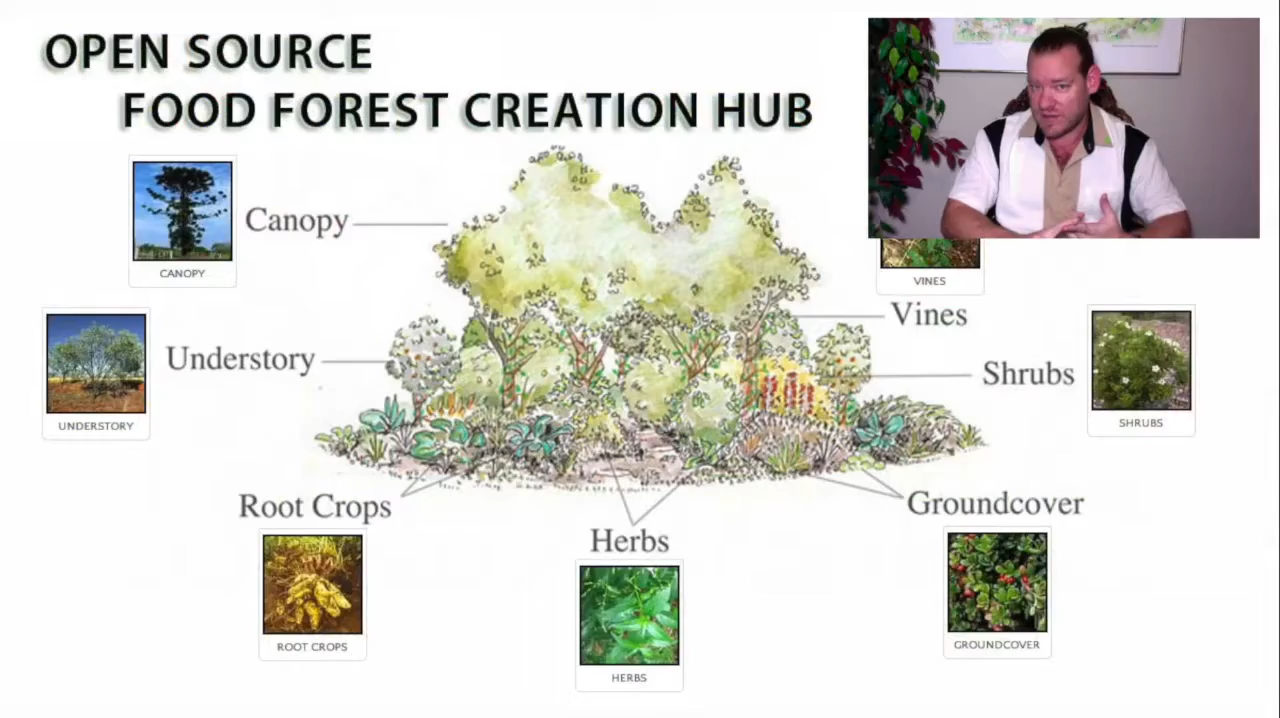 OPEN SOURCE
FOOD FOREST CREATION HUB
Canopy
CANOPY
VINES
Vines
Understory
UNDERSTORY
Shrubs
SHRUBS
Root Crops
ROOT CROPS
Herbs
HERBS
Groundcover
GROUNDCOVER